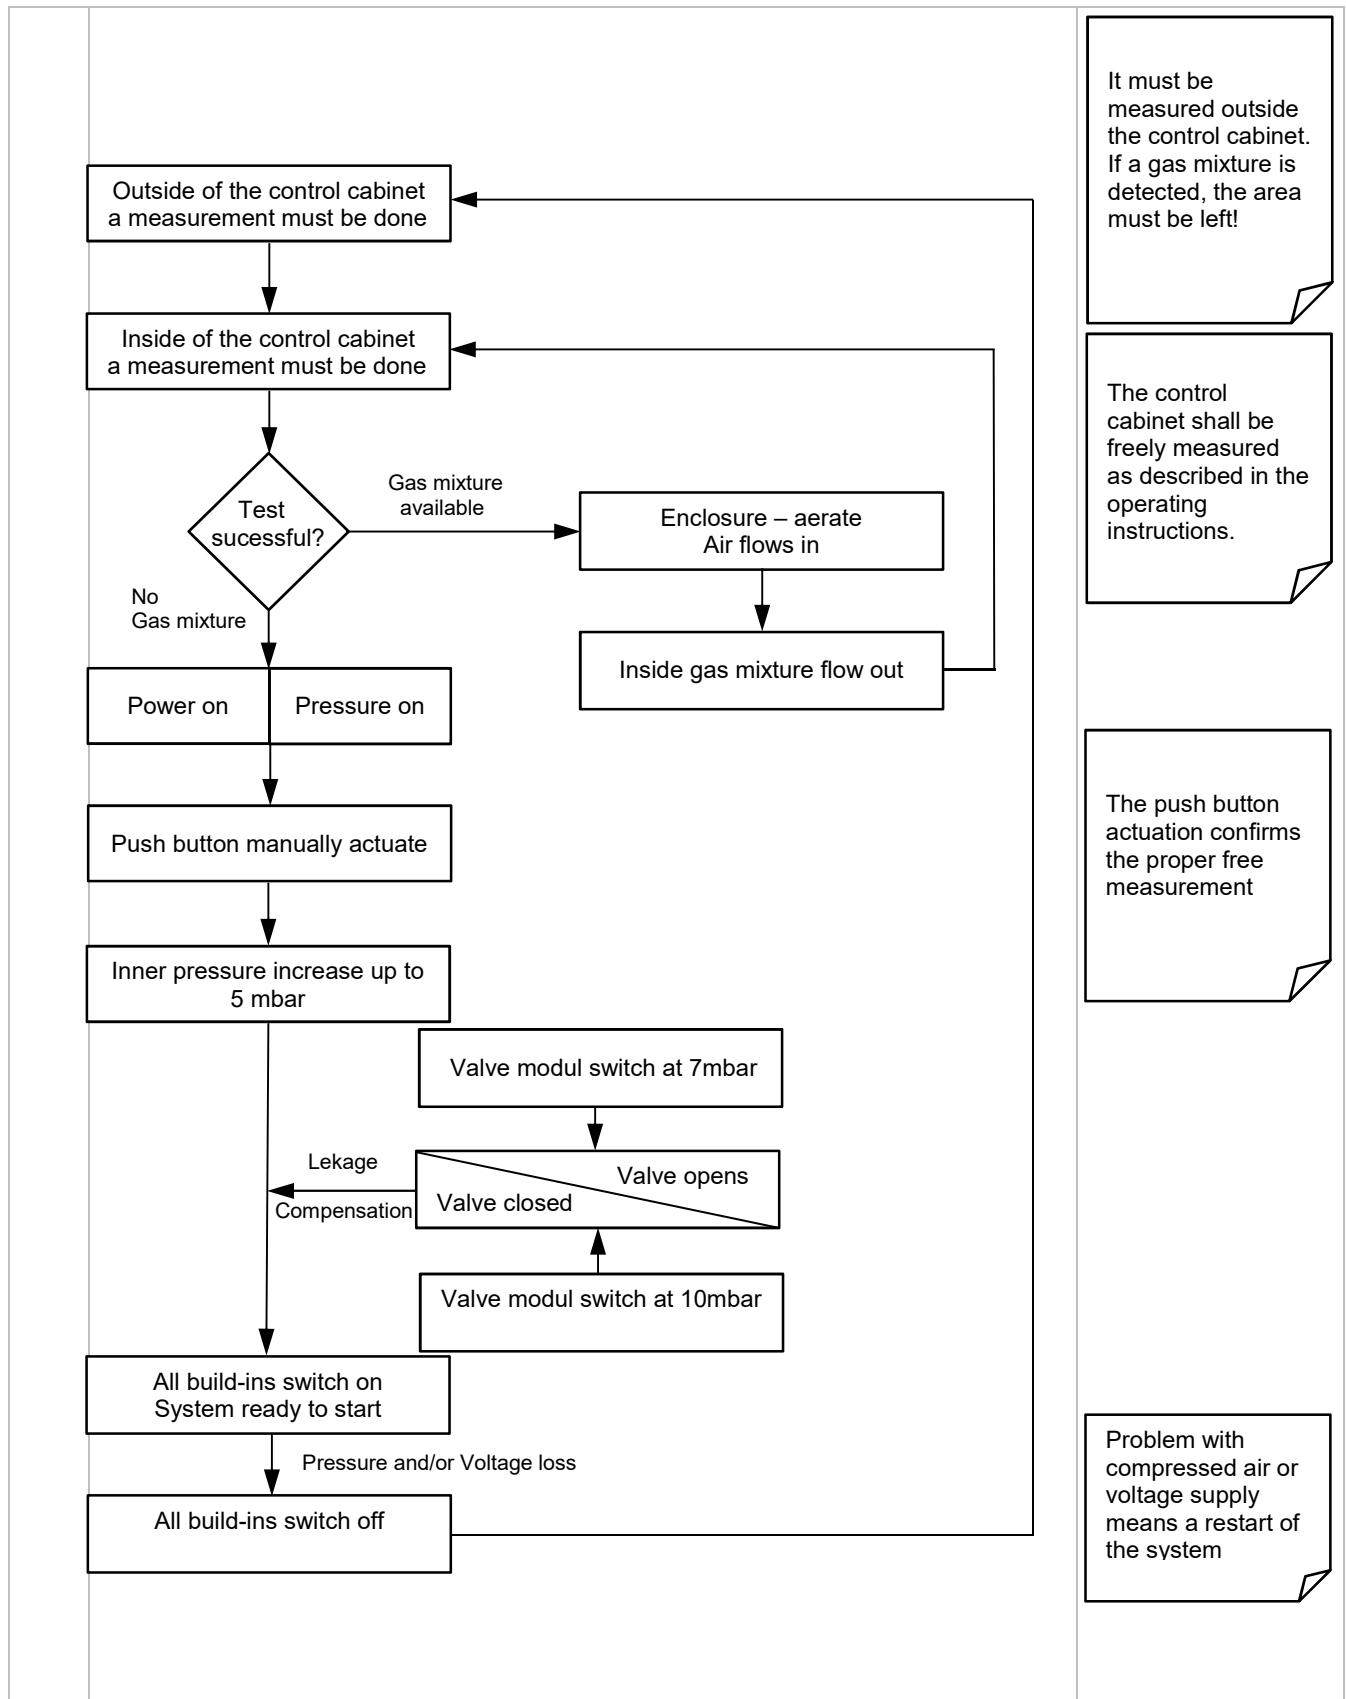 It must be
measured outside
the control cabinet.
If a gas mixture is
detected, the area
must be left!
Outside of the control cabinet
a measurement must be done
Inside of the control cabinet
a measurement must be done
The control
cabinet shall be
freely measured
as described in the
operating
instructions.
Test
sucessful?
Gas mixture
available
Enclosure – aerate
Air flows in
No
Gas mixture
Inside gas mixture flow out
Power on
Pressure on
Push button manually actuate
The push button
actuation confirms
the proper free
measurement
Inner pressure increase up to
5 mbar
Valve modul switch at 7mbar
Lekage
Compensation
Valve opens
Valve closed
Valve modul switch at 10mbar
All build-ins switch on
System ready to start
Pressure and/or Voltage loss
All build-ins switch off
Problem with
compressed air or
voltage supply
means a restart of
the system